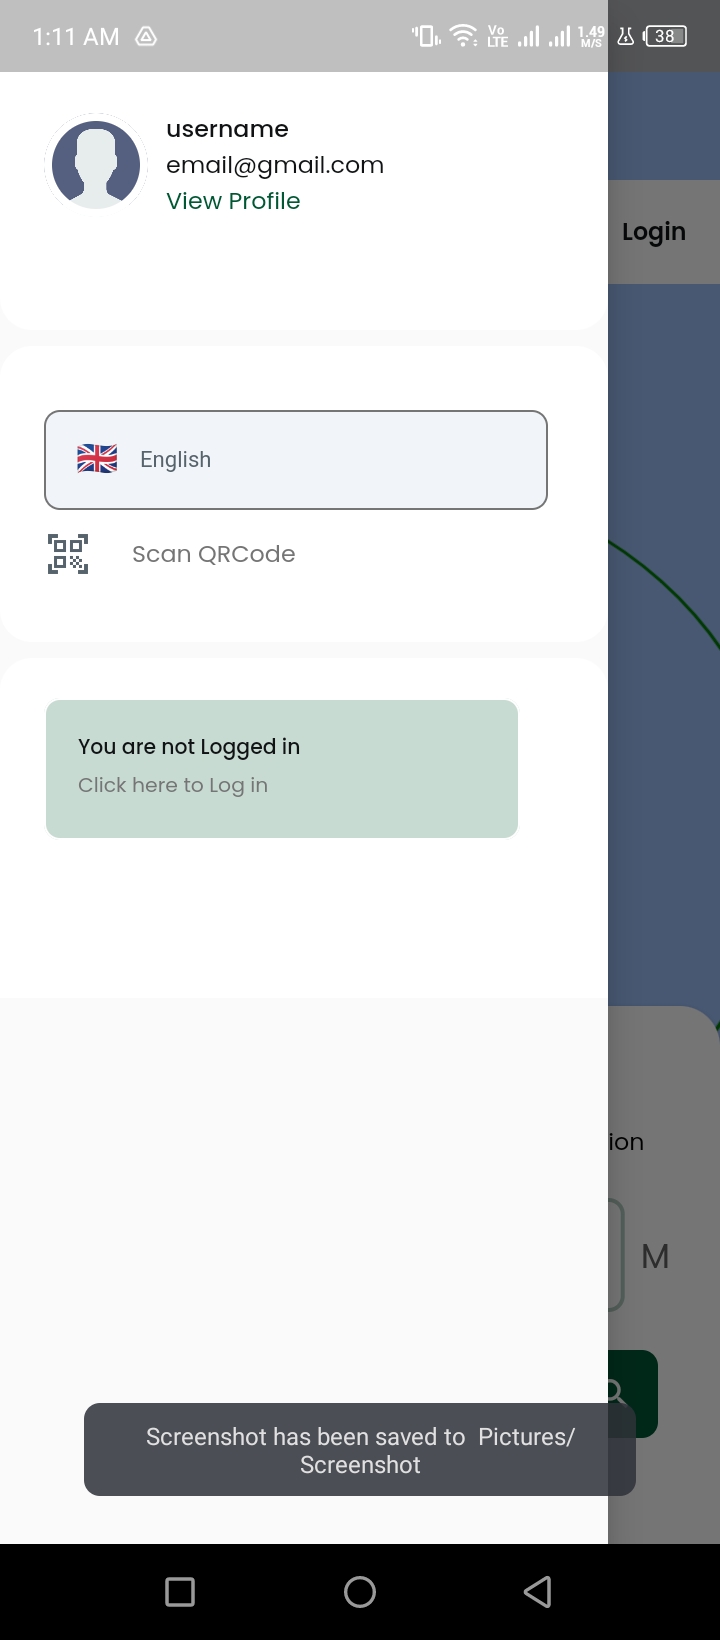 1:11 AM
Vo
LTE
1.49
M/S
38
username
email@gmail.com
View Profile
Login
English
Scan QRCode
You are not Logged in
Click here to Log in
ion
M
Screenshot has been saved to  Pictures/
Screenshot